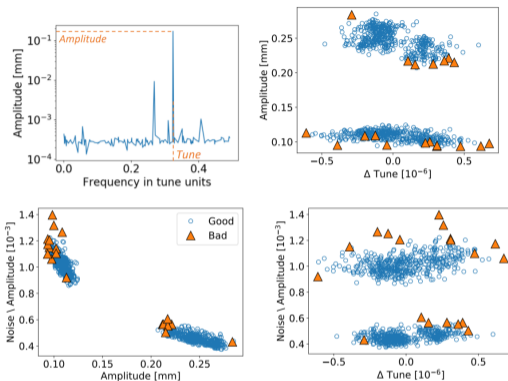 10⁻¹
10⁻²
10⁻³
10⁻⁴
Amplitude [mm]
Amplitude
Tune
0.0 0.2 0.4
Frequency in tune units
0.25
0.20
0.15
0.10
Amplitude [mm]
−0.5 0.0 0.5
Δ Tune [10⁻⁶]
1.4
1.2
1.0
0.8
0.6
0.4
Noise \ Amplitude [10⁻³]
Good
Bad
0.10 0.15 0.20 0.25
Amplitude [mm]
1.4
1.2
1.0
0.8
0.6
0.4
Noise \ Amplitude [10⁻³]
−0.5 0.0 0.5
Δ Tune [10⁻⁶]